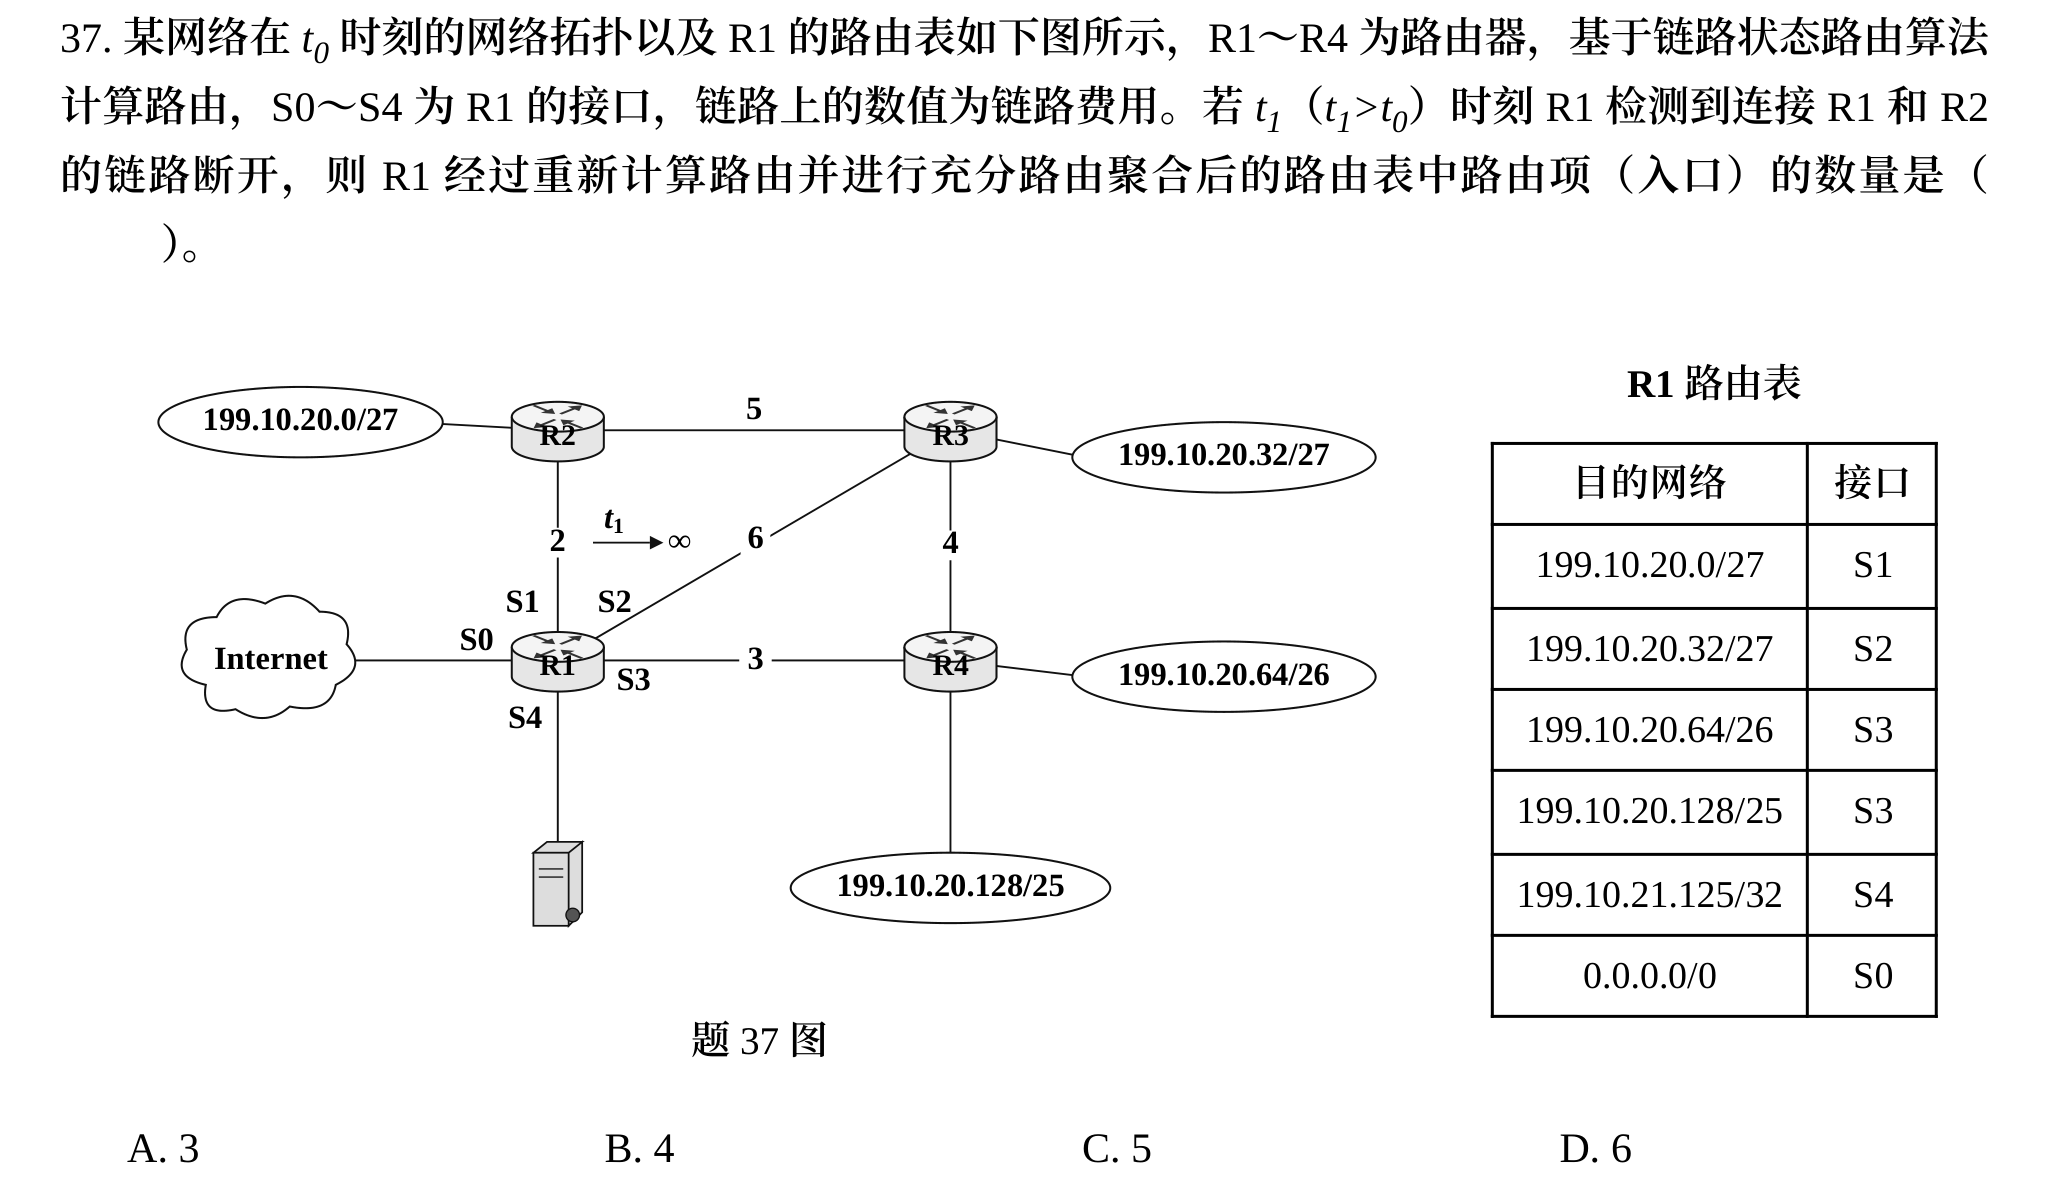 37. 某网络在 t0 时刻的网络拓扑以及 R1 的路由表如下图所示，R1～R4 为路由器，基于链路状态路由算法
计算路由，S0～S4 为 R1 的接口，链路上的数值为链路费用。若 t1（t1>t0）时刻 R1 检测到连接 R1 和 R2
的链路断开，则 R1 经过重新计算路由并进行充分路由聚合后的路由表中路由项（入口）的数量是（
）。
199.10.20.0/27
R2
5
R3
199.10.20.32/27
2
t1
∞
6
4
S1
S2
Internet
S0
R1
S3
3
R4
199.10.20.64/26
S4
199.10.20.128/25
题 37 图
R1 路由表
目的网络 接口
199.10.20.0/27 S1
199.10.20.32/27 S2
199.10.20.64/26 S3
199.10.20.128/25 S3
199.10.21.125/32 S4
0.0.0.0/0 S0
A. 3 B. 4 C. 5 D. 6